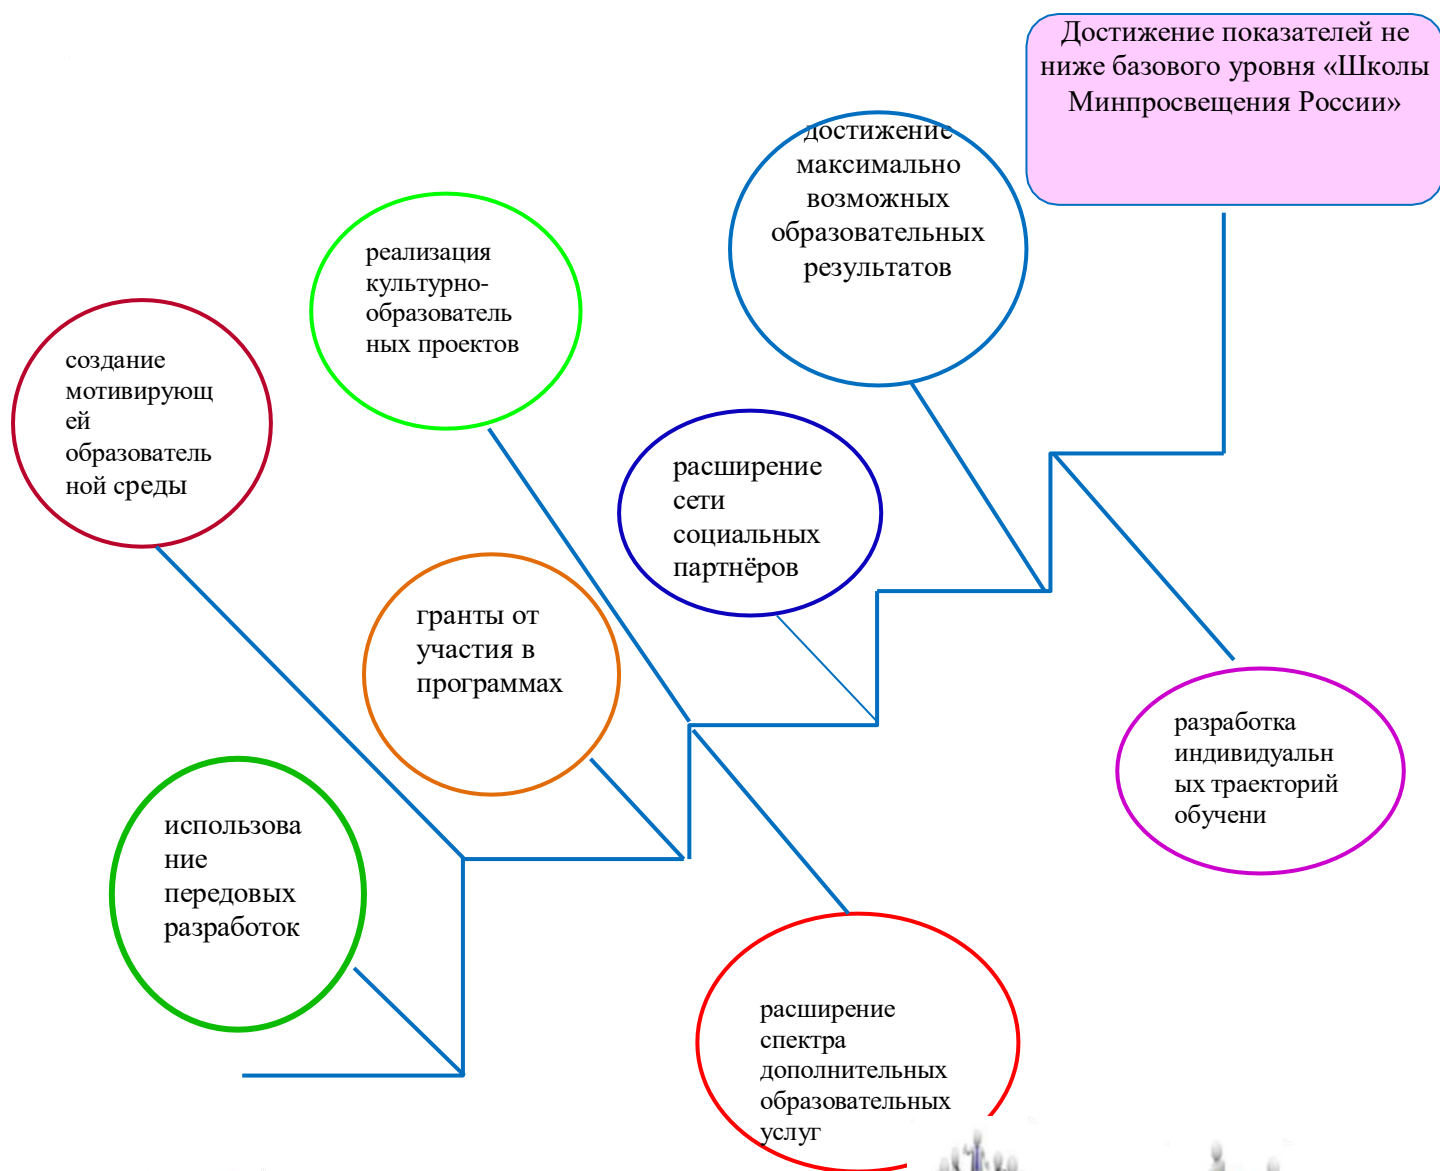 Достижение показателей не
ниже базового уровня «Школы
Минпросвещения России»
достижение
максимально
возможных
образовательных
результатов
реализация
культурно-
образователь
ных проектов
создание
мотивирующ
ей
образователь
ной среды
расширение
сети
социальных
партнёров
гранты от
участия в
программах
разработка
индивидуальн
ых траекторий
обучени
использова
ние
передовых
разработок
расширение
спектра
дополнительных
образовательных
услуг